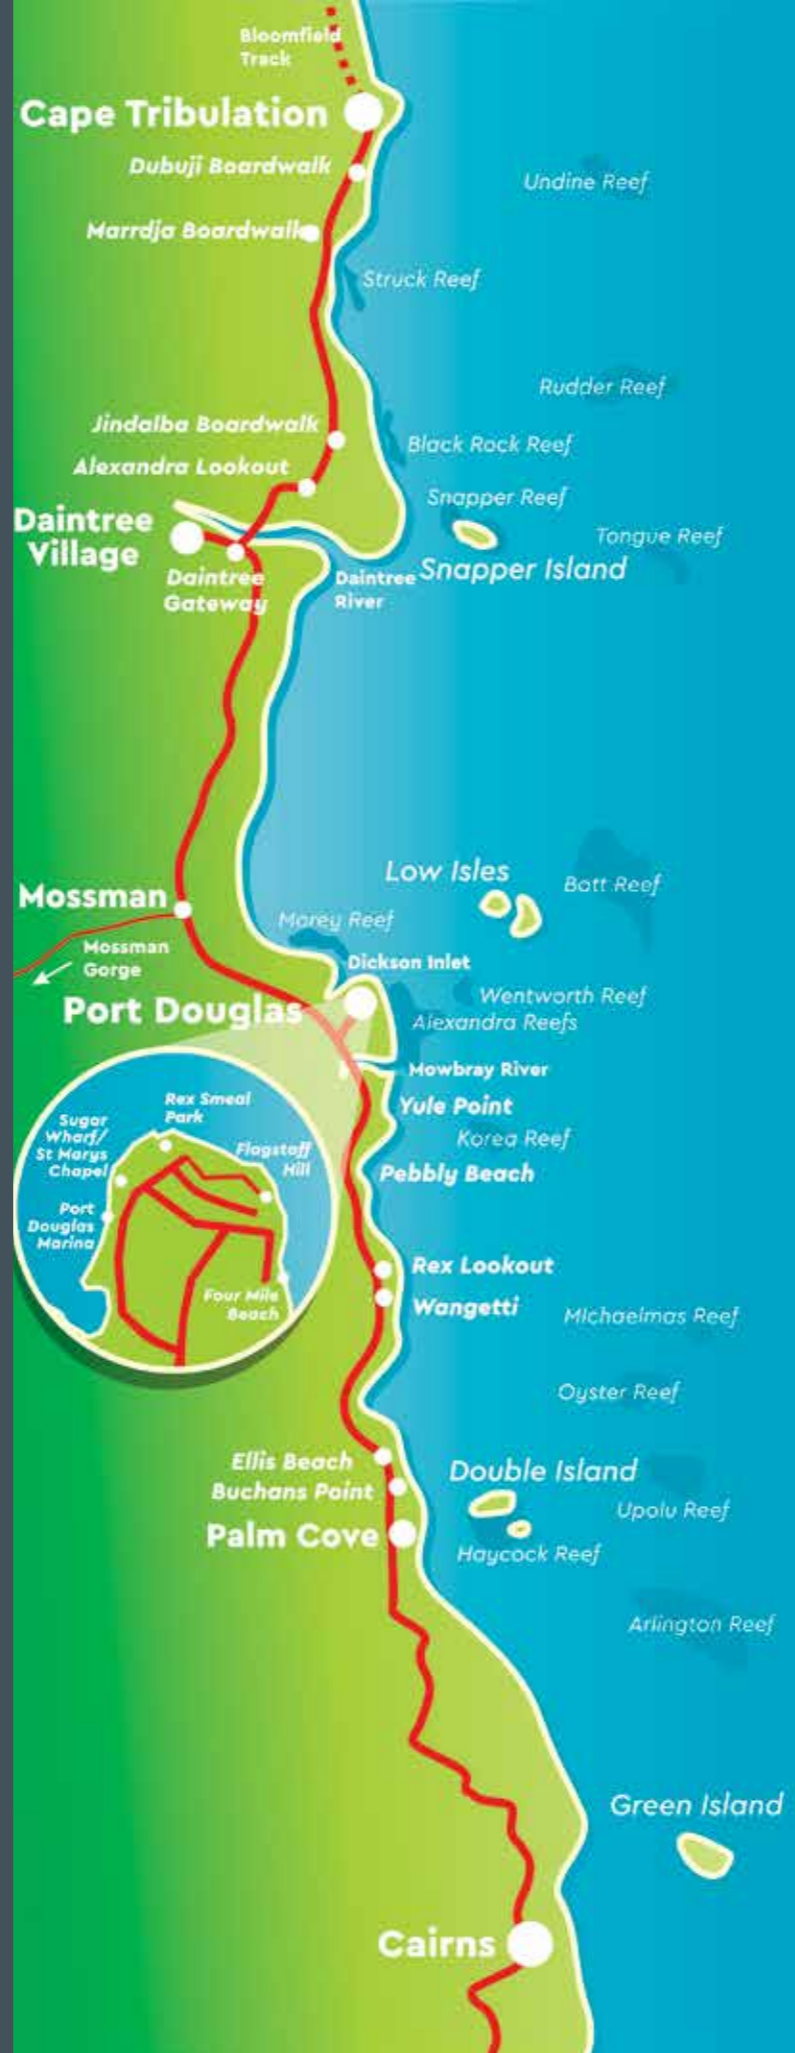 Bloomfield
Track
Cape Tribulation
Dubuji Boardwalk
Undine Reef
Marrdja Boardwalk
Struck Reef
Rudder Reef
Jindalba Boardwalk
Black Rock Reef
Alexandra Lookout
Snapper Reef
Daintree
Village
Tongue Reef
Snapper Island
Daintree
Gateway
Daintree
River
Low Isles
Batt Reef
Mossman
Morey Reef
Mossman
Gorge
Dickson Inlet
Wentworth Reef
Port Douglas
Alexandra Reefs
Mowbray River
Yule Point
Korea Reef
Pebbly Beach
Rex Smeal
Park
Sugar
Wharf/
St Marys
Chapel
Flagstaff
Hill
Port
Douglas
Marina
Four Mile
Beach
Rex Lookout
Wangetti
Michaelmas Reef
Oyster Reef
Ellis Beach
Double Island
Buchans Point
Upolu Reef
Palm Cove
Haycock Reef
Arlington Reef
Green Island
Cairns